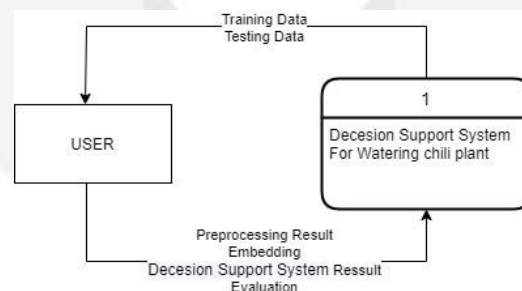 Training Data
Testing Data
1
USER
Decesion Support System
For Watering chili plant
Preprocessing Result
Embedding
Decesion Support System Ressult
Evaluation